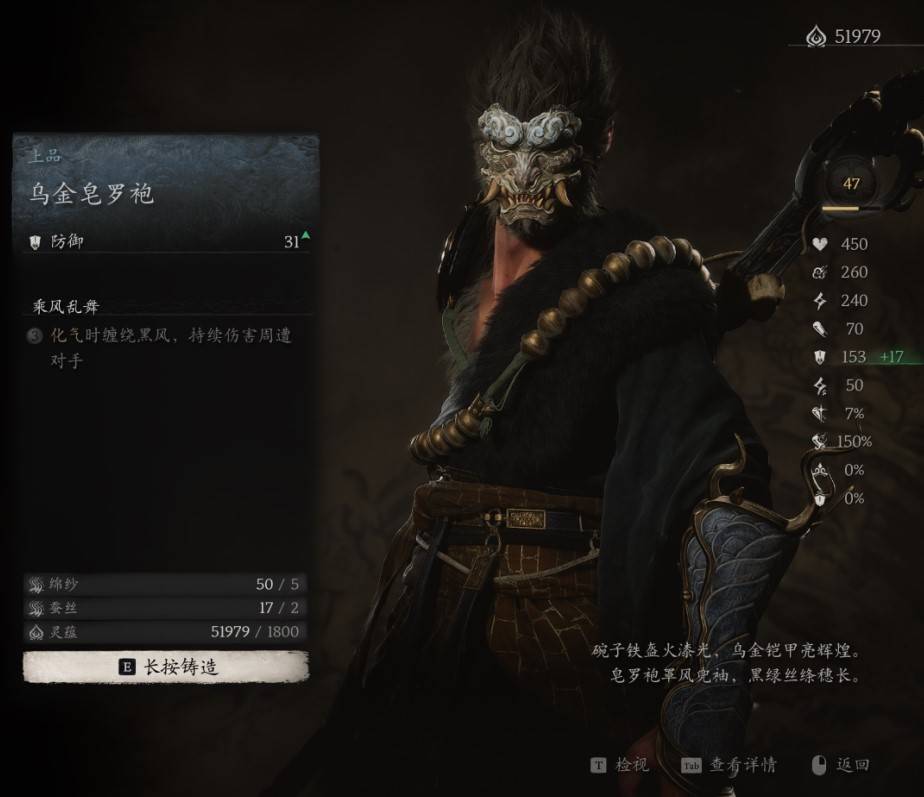 51979
上品
乌金皂罗袍
防御 31
乘风乱舞
3 化气时缠绕黑风，持续伤害周遭
对手
47
450
260
240
70
153 +17
50
7%
150%
0%
0%
绵纱 50 / 5
蚕丝 17 / 2
灵蕴 51979 / 1800
E 长按铸造
碗子铁盔火漆光，乌金铠甲亮辉煌。
皂罗袍罩风兜袖，黑绿丝绦穗长。
T 检视 Tab 查看详情 返回